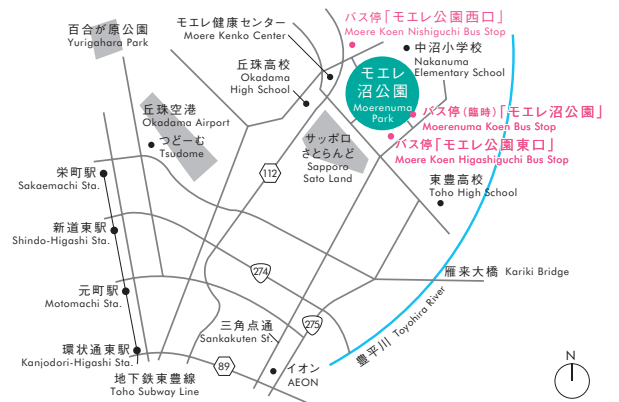 バス停「モエレ公園西口」
Moere Koen Nishiguchi Bus Stop
百合が原公園
Yurigahara Park
モエレ健康センター
Moere Kenko Center
中沼小学校
Nakanuma
Elementary School
丘珠高校
Okadama
High School
モエレ
沼公園
Moerenuma
Park
丘珠空港
Okadama Airport
つどーむ
Tsudome
バス停（臨時）「モエレ沼公園」
Moerenuma Koen Bus Stop
サッポロ
さとらんど
Sapporo
Sato Land
バス停「モエレ公園東口」
Moere Koen Higashiguchi Bus Stop
栄町駅
Sakaemachi Sta.
112
東豊高校
Toho High School
新道東駅
Shindo-Higashi Sta.
274
雁来大橋 Kariki Bridge
元町駅
Motomachi Sta.
275
三角点通
Sankakuten St.
豊平川 Toyohira River
環状通東駅
Kanjodori-Higashi Sta.
89
イオン
AEON
地下鉄東豊線
Toho Subway Line
N